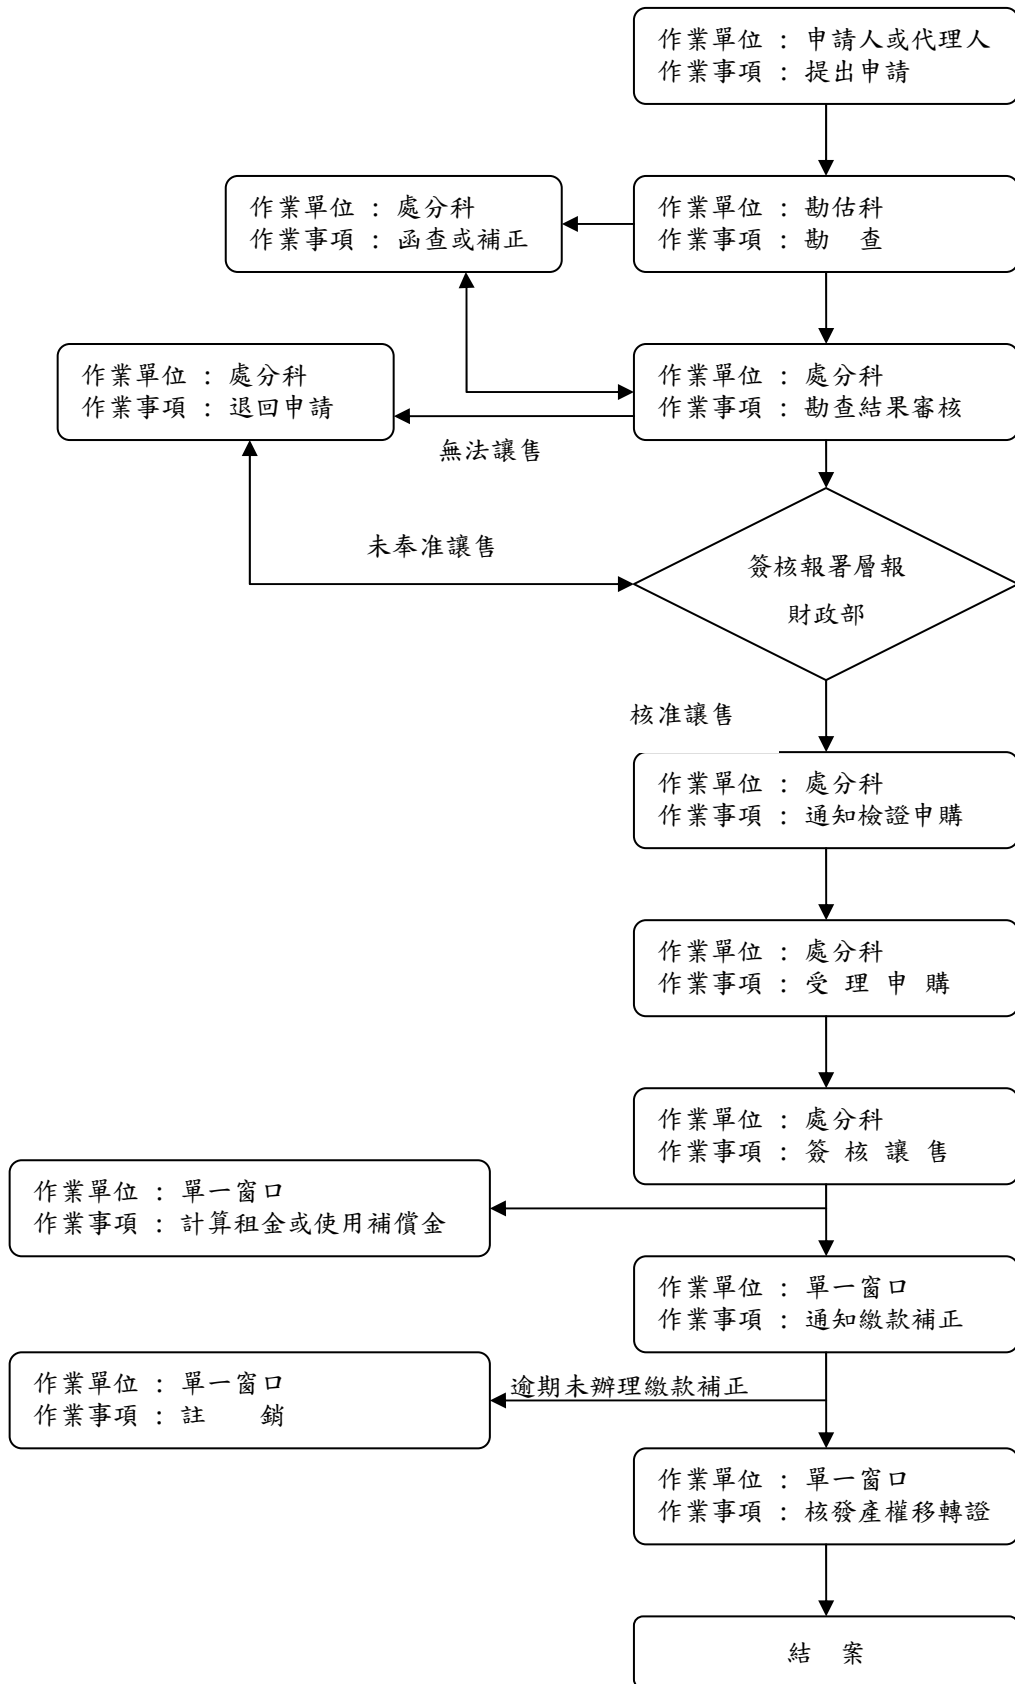 作業單位 : 申請人或代理人
作業事項 : 提出申請
作業單位 : 處分科
作業事項 : 函查或補正
作業單位 : 勘估科
作業事項 : 勘　查
作業單位 : 處分科
作業事項 : 退回申請
作業單位 : 處分科
作業事項 : 勘查結果審核
無法讓售
未奉准讓售
簽核報署層報
財政部
核准讓售
作業單位 : 處分科
作業事項 : 通知檢證申購
作業單位 : 處分科
作業事項 : 受 理 申 購
作業單位 : 處分科
作業事項 : 簽 核 讓 售
作業單位 : 單一窗口
作業事項 : 計算租金或使用補償金
作業單位 : 單一窗口
作業事項 : 通知繳款補正
作業單位 : 單一窗口
作業事項 : 註　　銷
逾期未辦理繳款補正
作業單位 : 單一窗口
作業事項 : 核發產權移轉證
結　案